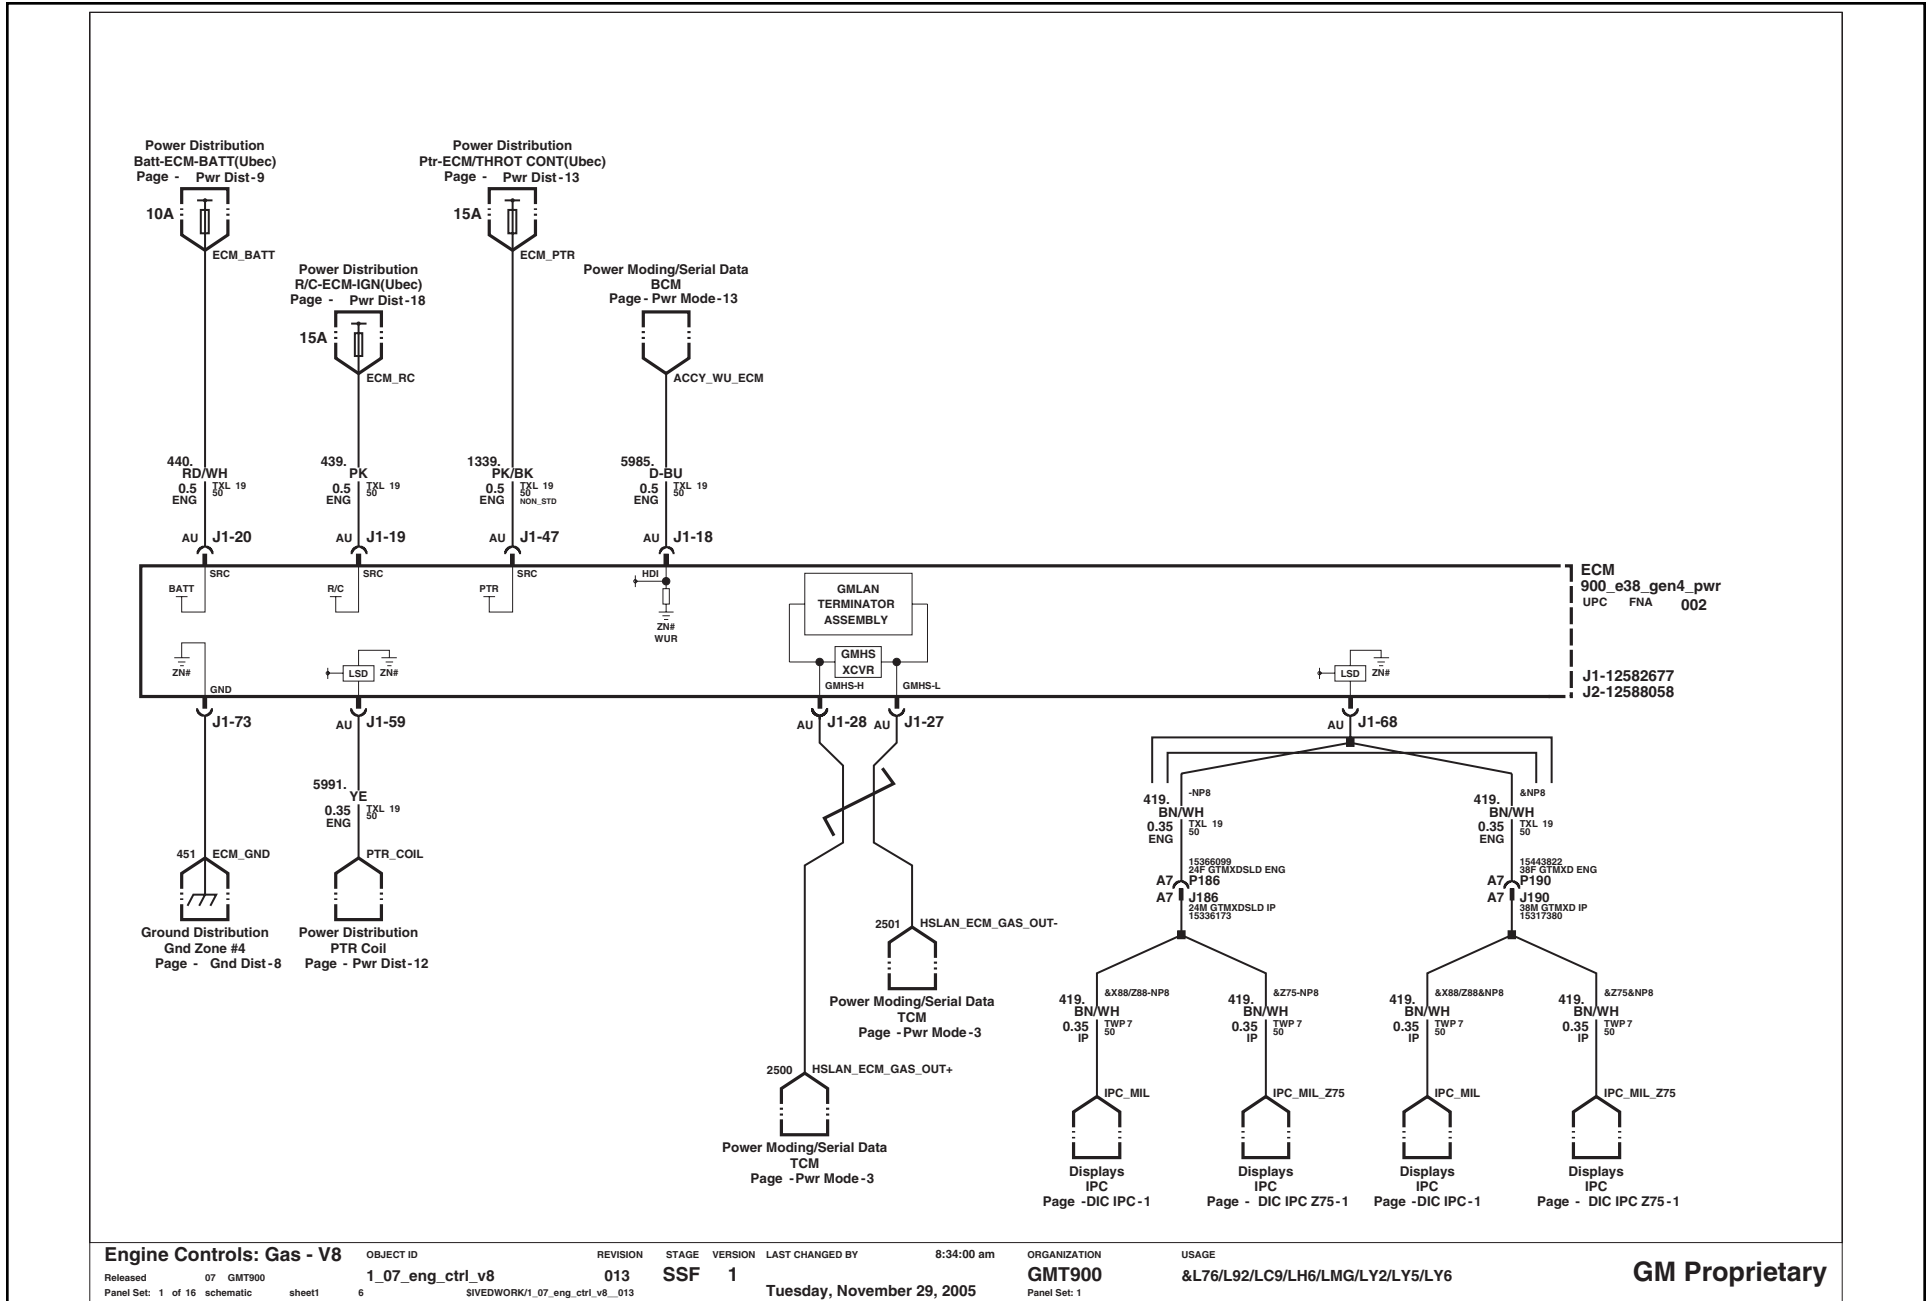 Power Distribution
Batt-ECM-BATT(Ubec)
Page - Pwr Dist-9
10A
ECM_BATT
Power Distribution
R/C-ECM-IGN(Ubec)
Page - Pwr Dist-18
15A
ECM_RC
Power Distribution
Ptr-ECM/THROT CONT(Ubec)
Page - Pwr Dist-13
15A
ECM_PTR
Power Moding/Serial Data
BCM
Page - Pwr Mode-13
ACCY_WU_ECM
440.
RD/WH
0.5 TXL 19
50
ENG
AU J1-20
439.
PK
0.5 TXL 19
50
ENG
AU J1-19
1339.
PK/BK
0.5 TXL 19
50
ENG NON_STD
AU J1-47
5985.
D-BU
0.5 TXL 19
50
ENG
AU J1-18
SRC
BATT
SRC
R/C
SRC
PTR
HDI
ZN#
WUR
GMLAN
TERMINATOR
ASSEMBLY
GMHS
XCVR
GMHS-H
GMHS-L
ZN#
GND
LSD
ZN#
LSD
ZN#
ECM
900_e38_gen4_pwr
UPC FNA 002
J1-12582677
J2-12588058
J1-73
451 ECM_GND
Ground Distribution
Gnd Zone #4
Page - Gnd Dist-8
AU J1-59
5991.
YE
0.35 TXL 19
50
ENG
PTR_COIL
Power Distribution
PTR Coil
Page - Pwr Dist-12
AU J1-28
AU J1-27
2501 HSLAN_ECM_GAS_OUT-
Power Moding/Serial Data
TCM
Page -Pwr Mode-3
2500 HSLAN_ECM_GAS_OUT+
Power Moding/Serial Data
TCM
Page -Pwr Mode-3
AU J1-68
-NP8
419.
BN/WH
0.35 TXL 19
50
ENG
15366099
24F GTMXDSLD ENG
A7 P186
A7 J186
24M GTMXDSLD IP
15336173
&NP8
419.
BN/WH
0.35 TXL 19
50
ENG
15443822
38F GTMXD ENG
A7 P190
A7 J190
38M GTMXD IP
15317380
&X88/Z88-NP8
419.
BN/WH
0.35 TWP 7
50
IP
IPC_MIL
Displays
IPC
Page -DIC IPC-1
&Z75-NP8
419.
BN/WH
0.35 TWP 7
50
IP
IPC_MIL_Z75
Displays
IPC
Page - DIC IPC Z75-1
&X88/Z88&NP8
419.
BN/WH
0.35 TWP 7
50
IP
IPC_MIL
Displays
IPC
Page -DIC IPC-1
&Z75&NP8
419.
BN/WH
0.35 TWP 7
50
IP
IPC_MIL_Z75
Displays
IPC
Page - DIC IPC Z75-1
Engine Controls: Gas - V8 OBJECT ID REVISION STAGE VERSION LAST CHANGED BY 8:34:00 am ORGANIZATION USAGE
Released 07 GMT900 1_07_eng_ctrl_v8 013 SSF 1 GMT900 &L76/L92/LC9/LH6/LMG/LY2/LY5/LY6 GM Proprietary
Panel Set: 1 of 16 schematic sheet1 6 $IVEDWORK/1_07_eng_ctrl_v8__013 Tuesday, November 29, 2005 Panel Set: 1